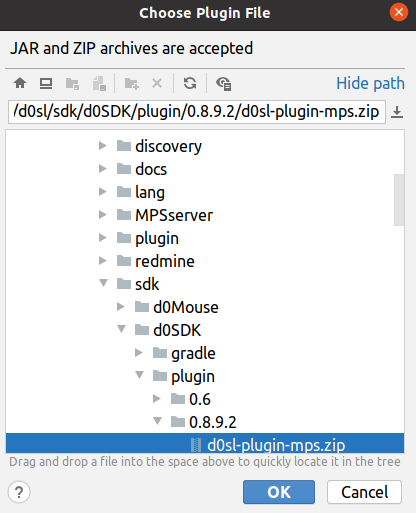 Choose Plugin File
JAR and ZIP archives are accepted
Hide path
/d0sl/sdk/d0SDK/plugin/0.8.9.2/d0sl-plugin-mps.zip
discovery
docs
lang
MPSserver
plugin
redmine
sdk
d0Mouse
d0SDK
gradle
plugin
0.6
0.8.9.2
d0sl-plugin-mps.zip
Drag and drop a file into the space above to quickly locate it in the tree
? OK Cancel